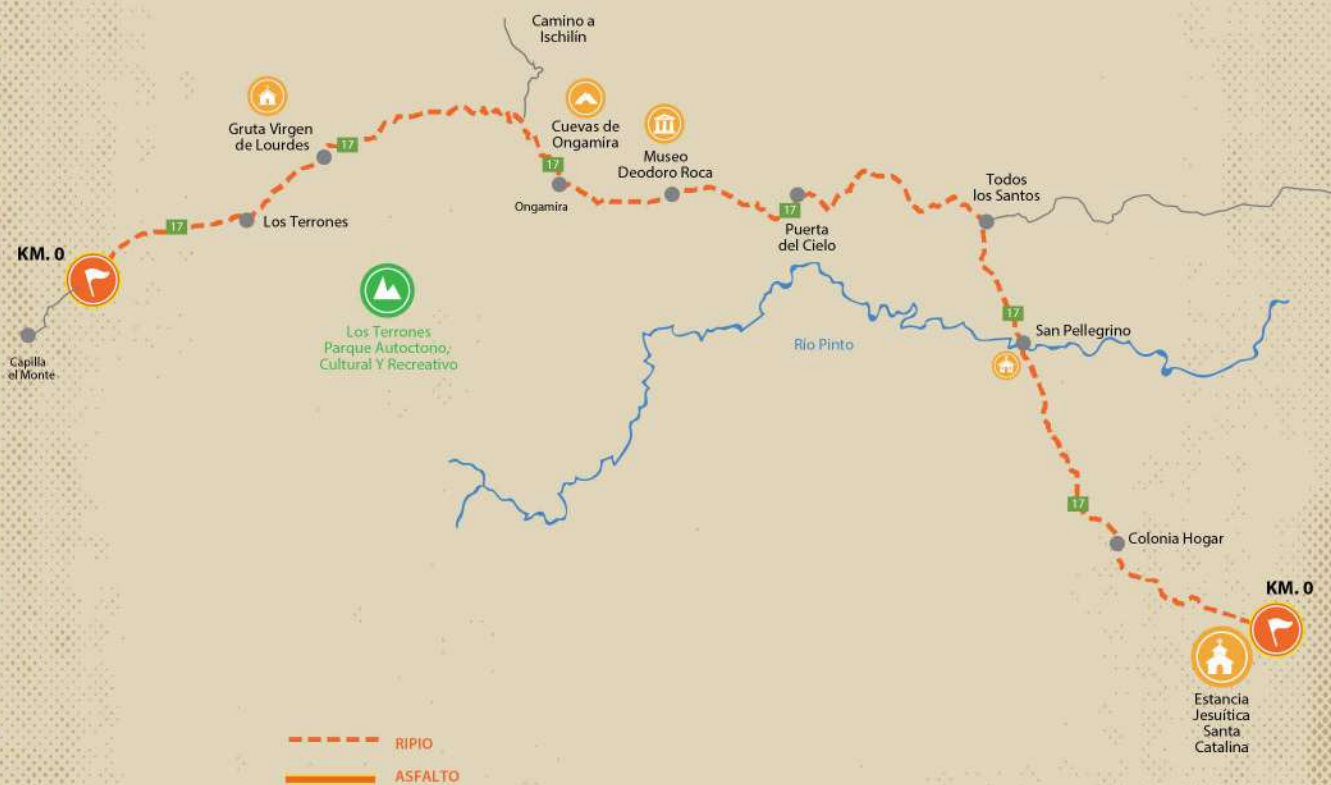 Camino a
Ischilín
Gruta Virgen
de Lourdes
17
Cuevas de
Ongamira
17
Museo
Deodoro Roca
Ongamira
Todos
los Santos
17
Puerta
del Cielo
Los Terrones
17
KM. 0
Capilla
el Monte
Los Terrones
Parque Autoctono,
Cultural Y Recreativo
Río Pinto
17
San Pellegrino
17
Colonia Hogar
KM. 0
Estancia
Jesuítica
Santa
Catalina
RIPIO
ASFALTO